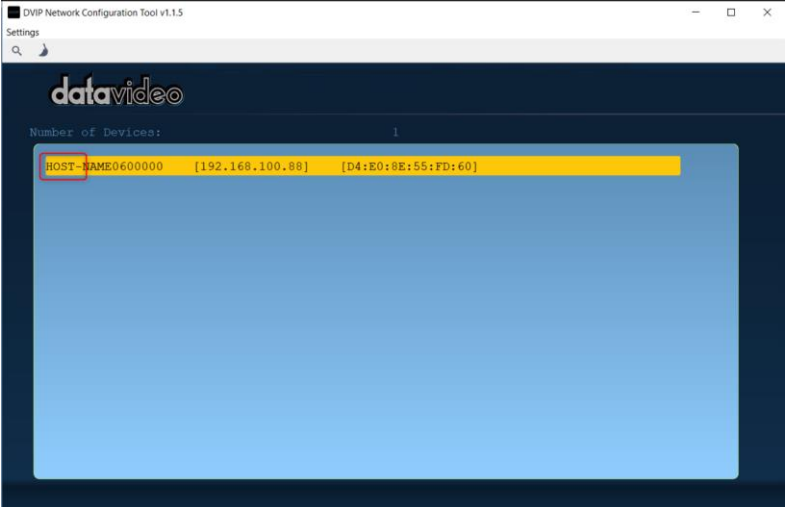 DVIP Network Configuration Tool v1.1.5
Settings
datavideo
Number of Devices: 1
HOST-NAME0600000 [192.168.100.88] [D4:E0:8E:55:FD:60]